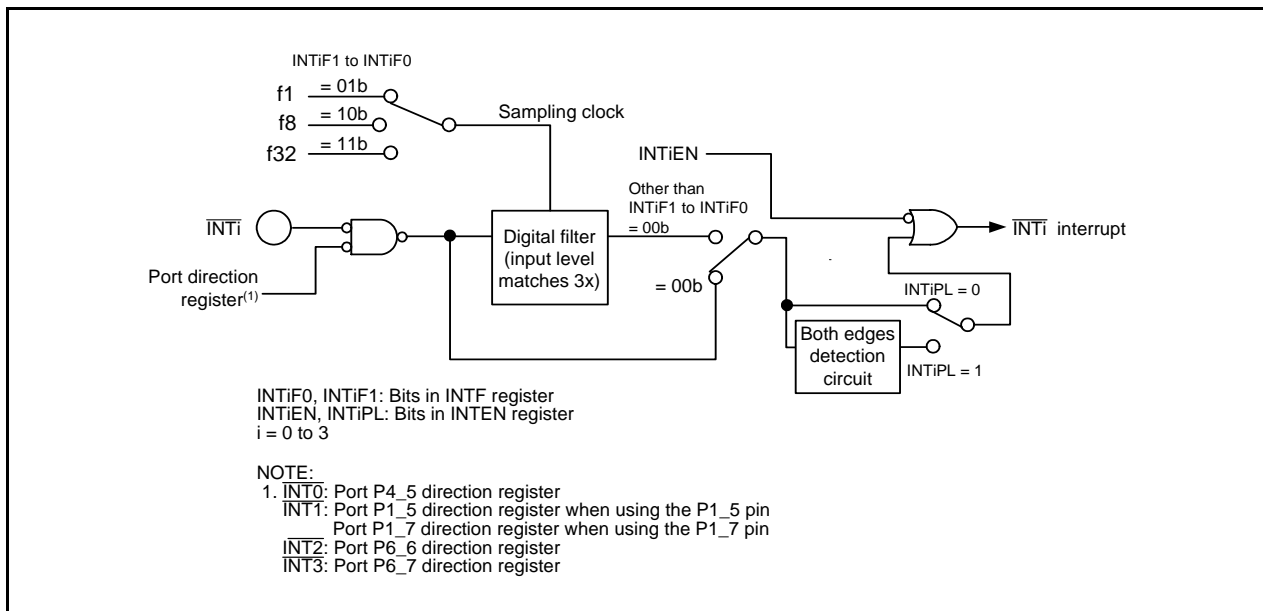 INTiF1 to INTiF0
f1
= 01b
f8
= 10b
f32
= 11b
Sampling clock
INTiEN
Other than
INTiF1 to INTiF0
= 00b
INTi
Digital filter
(input level
matches 3x)
INTi interrupt
Port direction
register(1)
= 00b
INTiPL = 0
Both edges
detection
circuit
INTiPL = 1
INTiF0, INTiF1: Bits in INTF register
INTiEN, INTiPL: Bits in INTEN register
i = 0 to 3
NOTE:
1. INT0: Port P4_5 direction register
INT1: Port P1_5 direction register when using the P1_5 pin
Port P1_7 direction register when using the P1_7 pin
INT2: Port P6_6 direction register
INT3: Port P6_7 direction register